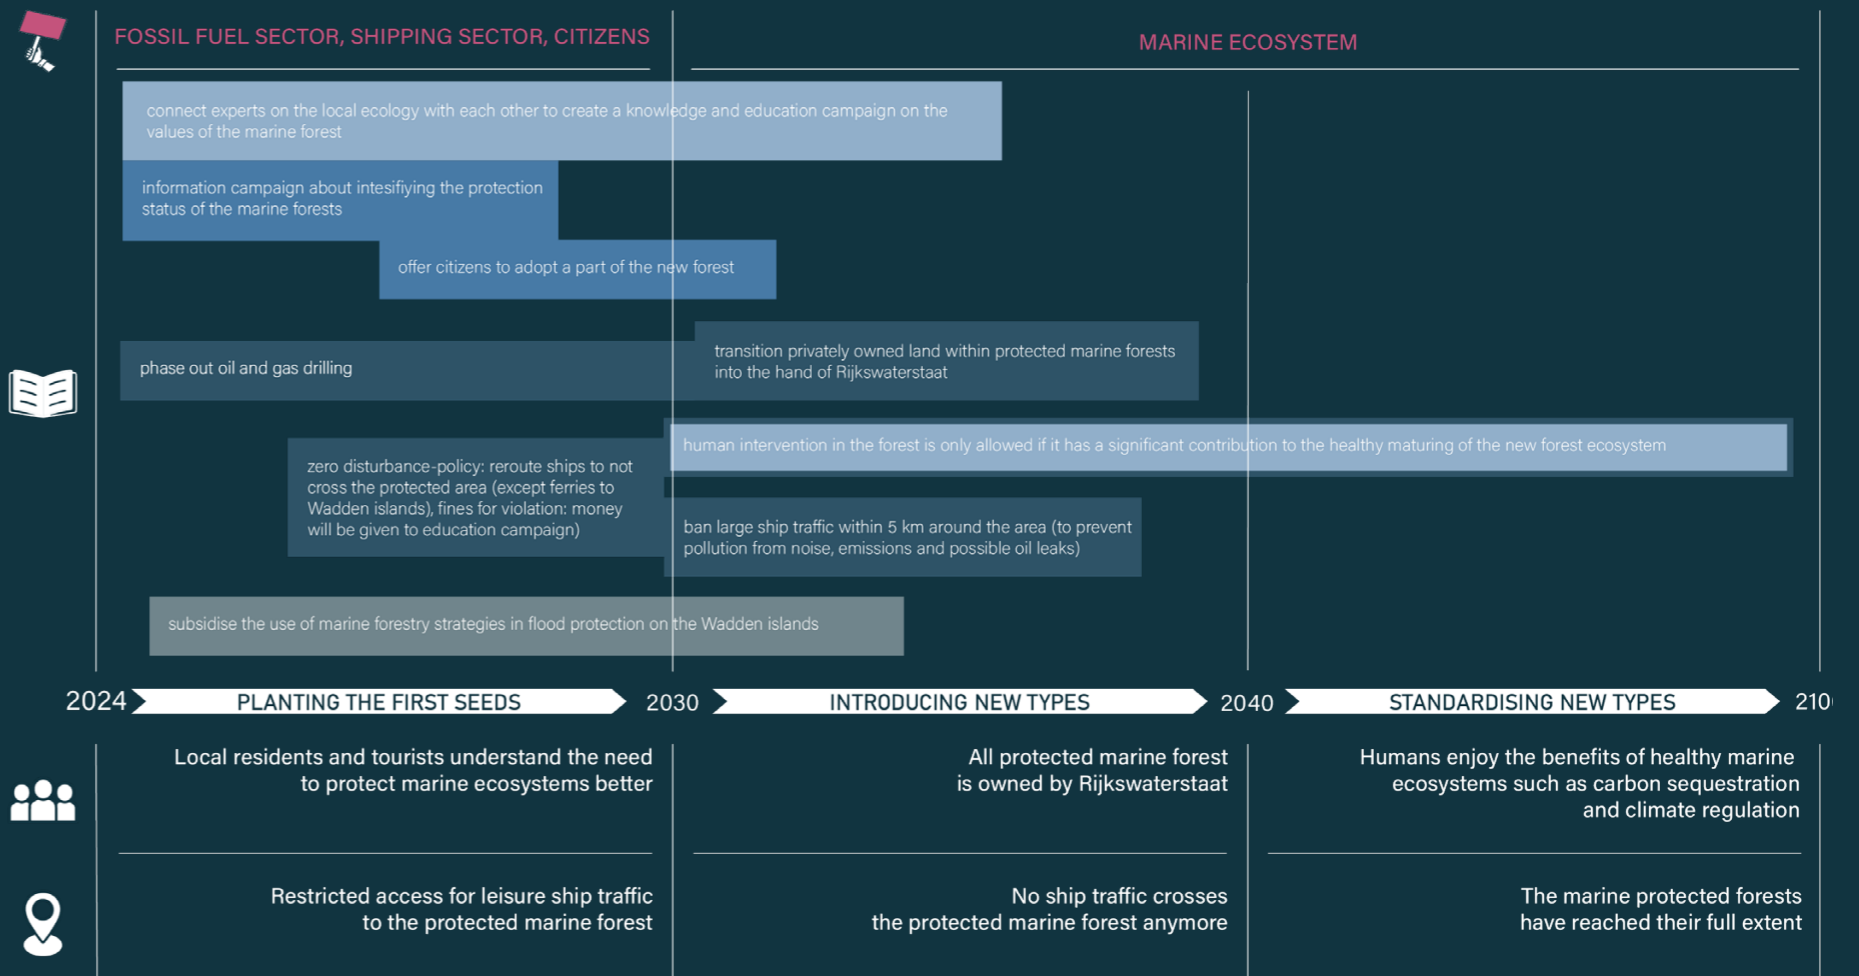 FOSSIL FUEL SECTOR, SHIPPING SECTOR, CITIZENS
MARINE ECOSYSTEM
connect experts on the local ecology with each other to create a knowledge and education campaign on the
values of the marine forest
information campaign about intesifiying the protection
status of the marine forests
offer citizens to adopt a part of the new forest
phase out oil and gas drilling
transition privately owned land within protected marine forests
into the hand of Rijkswaterstaat
human intervention in the forest is only allowed if it has a significant contribution to the healthy maturing of the new forest ecosystem
zero disturbance-policy: reroute ships to not
cross the protected area (except ferries to
Wadden islands), fines for violation: money
will be given to education campaign)
ban large ship traffic within 5 km around the area (to prevent
pollution from noise, emissions and possible oil leaks)
subsidise the use of marine forestry strategies in flood protection on the Wadden islands
2024
PLANTING THE FIRST SEEDS
2030
INTRODUCING NEW TYPES
2040
STANDARDISING NEW TYPES
Local residents and tourists understand the need
to protect marine ecosystems better
All protected marine forest
is owned by Rijkswaterstaat
Humans enjoy the benefits of healthy marine
ecosystems such as carbon sequestration
and climate regulation
Restricted access for leisure ship traffic
to the protected marine forest
No ship traffic crosses
the protected marine forest anymore
The marine protected forests
have reached their full extent